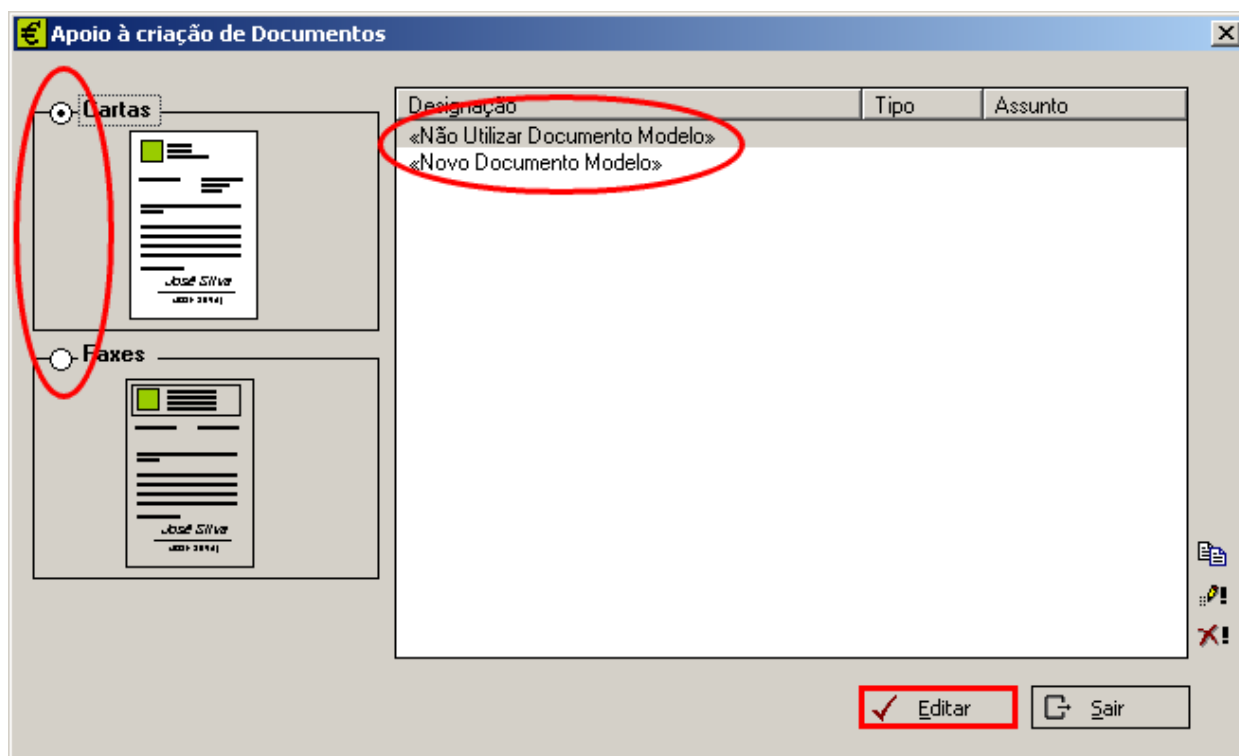 Apoio à criação de Documentos
Cartas
José Silva
Faxes
José Silva
Designação Tipo Assunto
«Não Utilizar Documento Modelo»
«Novo Documento Modelo»
Editar Sair